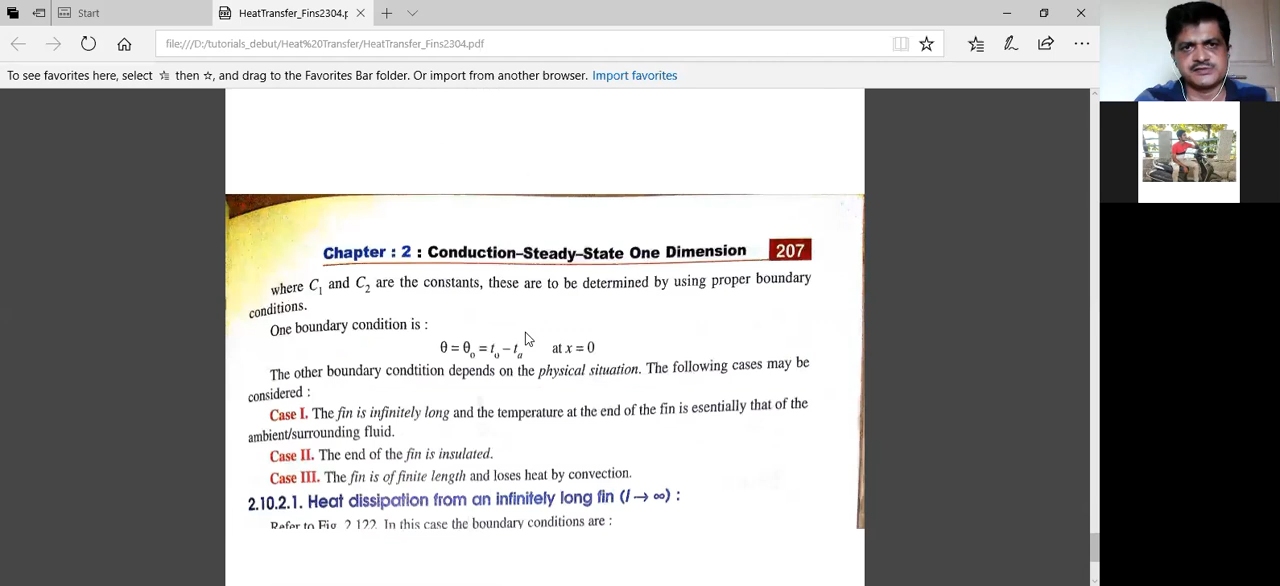 Start
HeatTransfer_Fins2304.p
file:///D:/tutorials_debut/Heat%20Transfer/HeatTransfer_Fins2304.pdf
To see favorites here, select ☆ then ☆, and drag to the Favorites Bar folder. Or import from another browser. Import favorites
Chapter : 2 : Conduction–Steady–State One Dimension 207
where C₁ and C₂ are the constants, these are to be determined by using proper boundary
conditions.
One boundary condition is :
θ = θₒ = tₒ – tₐ at x = 0
The other boundary condtition depends on the physical situation. The following cases may be
considered :
Case I. The fin is infinitely long and the temperature at the end of the fin is esentially that of the
ambient/surrounding fluid.
Case II. The end of the fin is insulated.
Case III. The fin is of finite length and loses heat by convection.
2.10.2.1. Heat dissipation from an infinitely long fin (l → ∞) :
Refer to Fig. 2.122. In this case the boundary conditions are :